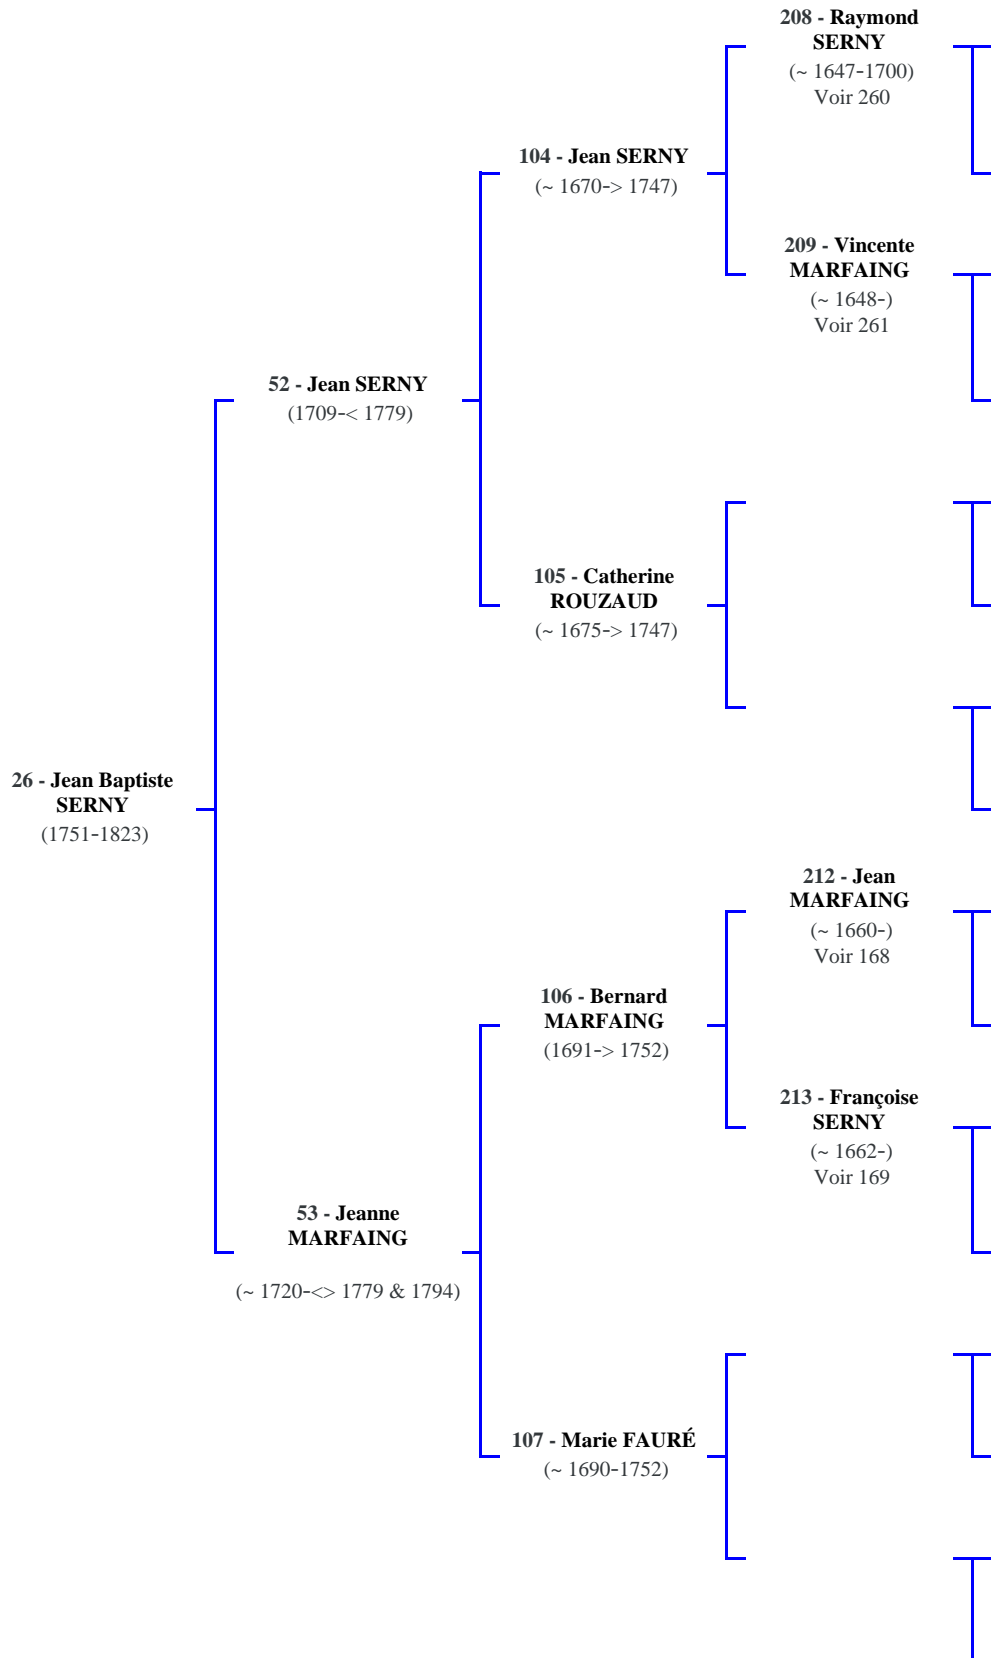 208 - Raymond
SERNY
(~ 1647-1700)
Voir 260
104 - Jean SERNY
(~ 1670-> 1747)
209 - Vincente
MARFAING
(~ 1648-)
Voir 261
52 - Jean SERNY
(1709-< 1779)
105 - Catherine
ROUZAUD
(~ 1675-> 1747)
26 - Jean Baptiste
SERNY
(1751-1823)
212 - Jean
MARFAING
(~ 1660-)
Voir 168
106 - Bernard
MARFAING
(1691-> 1752)
213 - Françoise
SERNY
(~ 1662-)
Voir 169
53 - Jeanne
MARFAING
(~ 1720-<> 1779 & 1794)
107 - Marie FAURÉ
(~ 1690-1752)